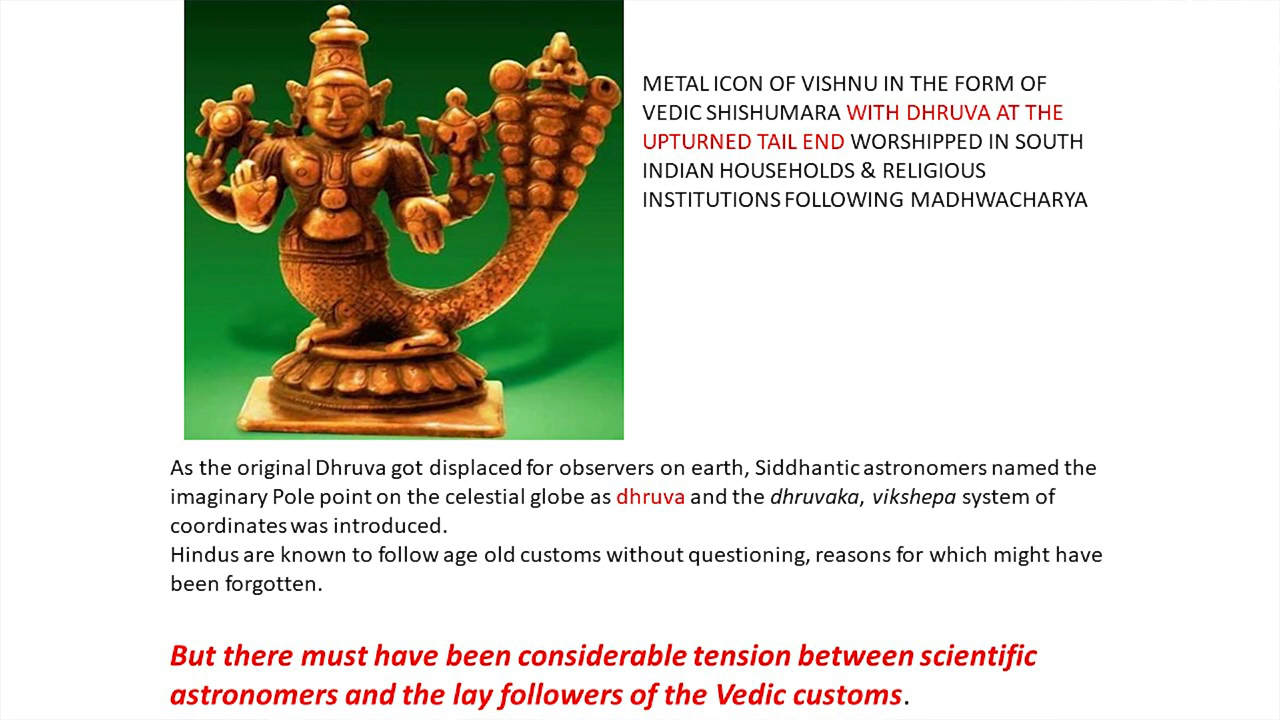 METAL ICON OF VISHNU IN THE FORM OF
VEDIC SHISHUMARA WITH DHRUVA AT THE
UPTURNED TAIL END WORSHIPPED IN SOUTH
INDIAN HOUSEHOLDS & RELIGIOUS
INSTITUTIONS FOLLOWING MADHWACHARYA
As the original Dhruva got displaced for observers on earth, Siddhantic astronomers named the
imaginary Pole point on the celestial globe as dhruva and the dhruvaka, vikshepa system of
coordinates was introduced.
Hindus are known to follow age old customs without questioning, reasons for which might have
been forgotten.
But there must have been considerable tension between scientific
astronomers and the lay followers of the Vedic customs.